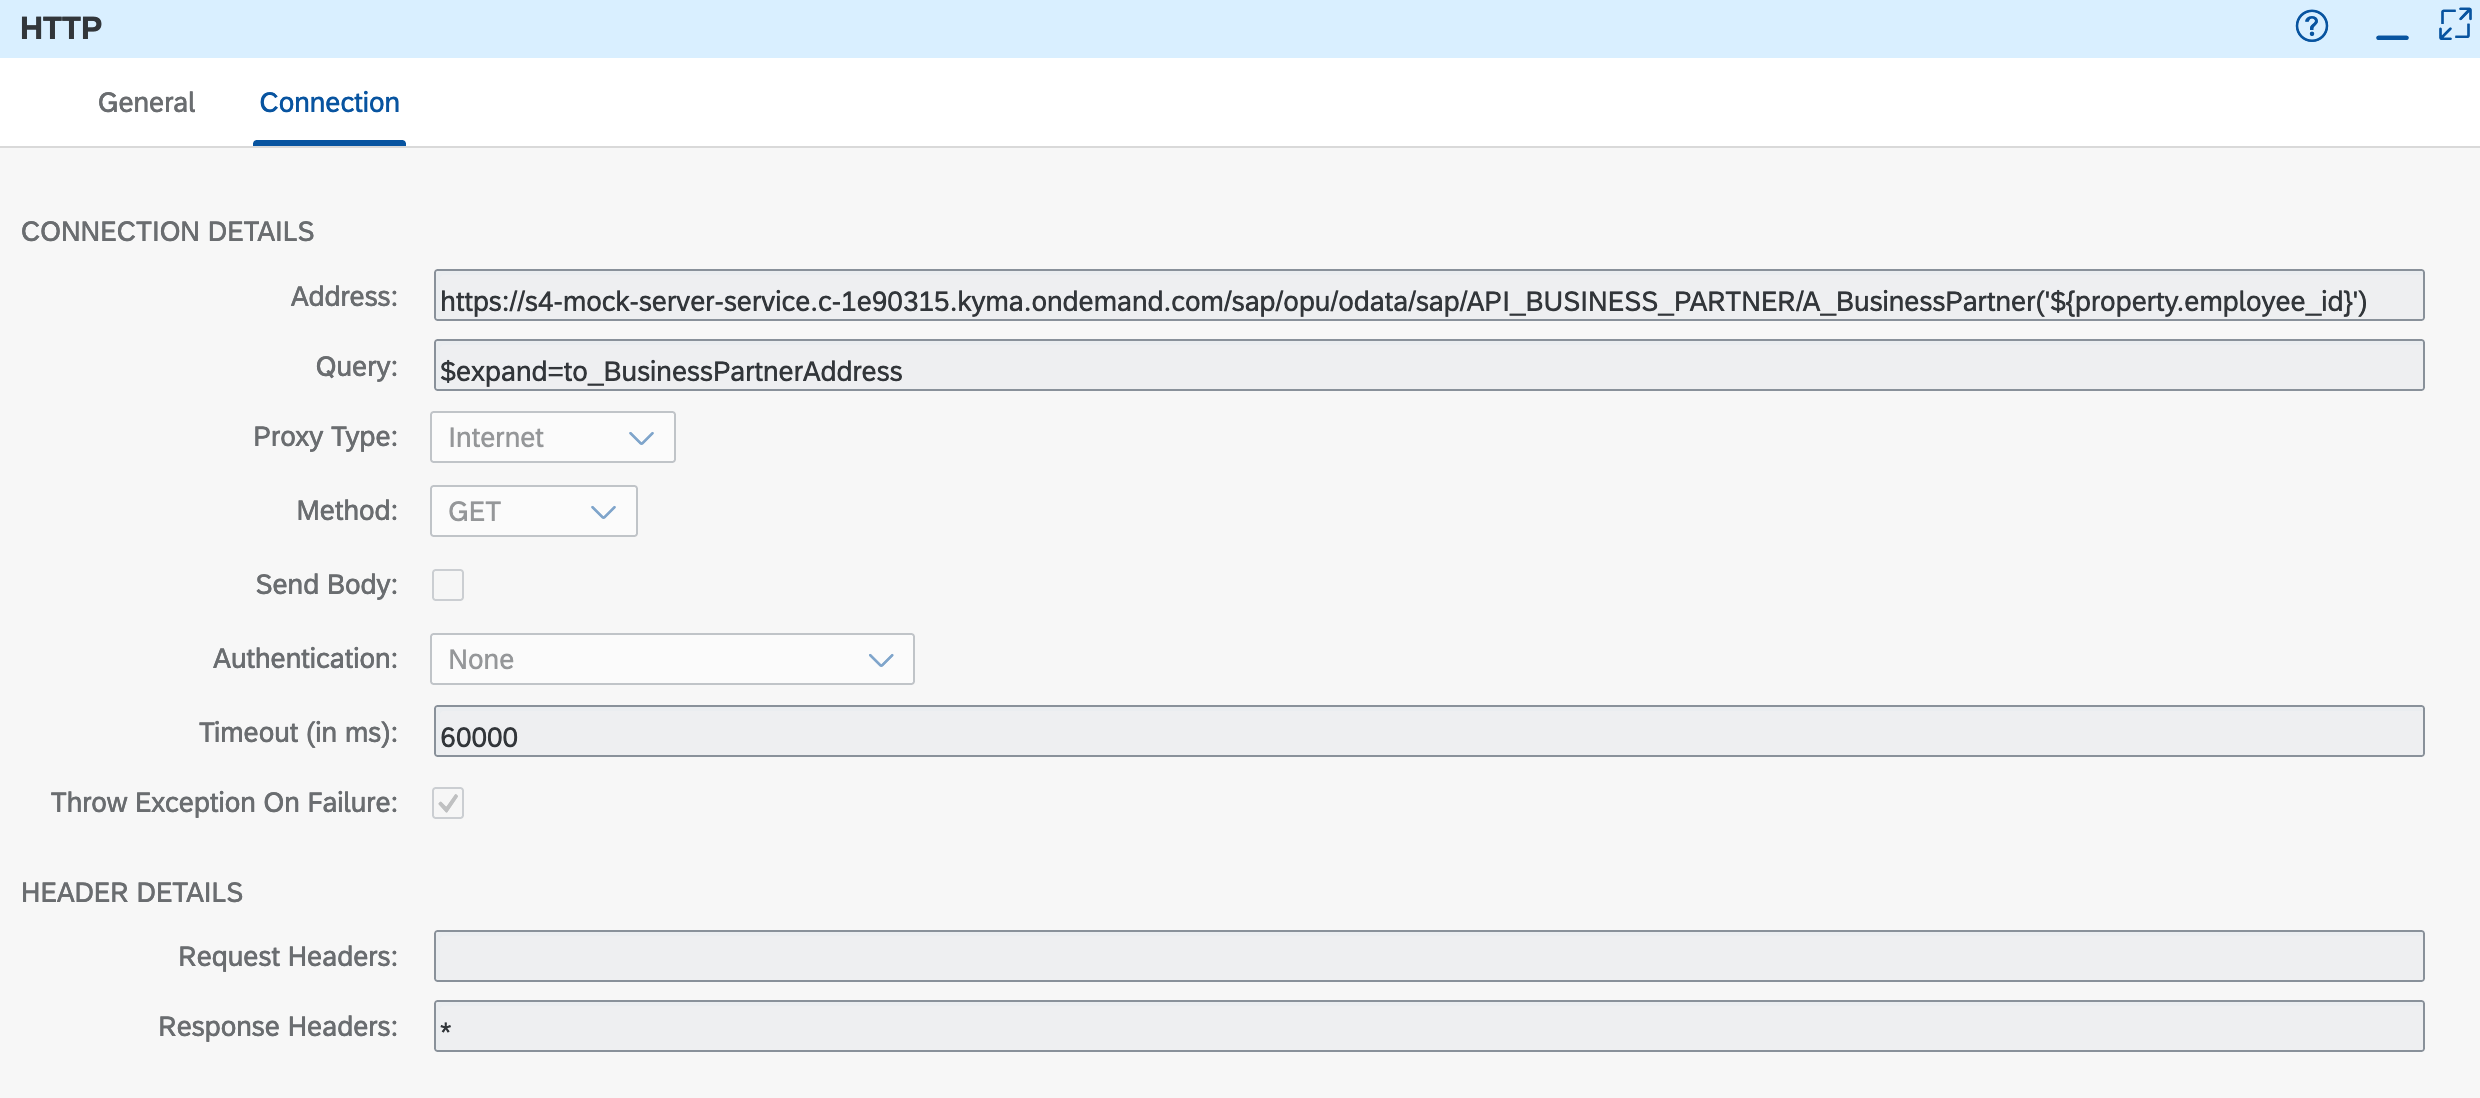 HTTP
General Connection
CONNECTION DETAILS
Address: https://s4-mock-server-service.c-1e90315.kyma.ondemand.com/sap/opu/odata/sap/API_BUSINESS_PARTNER/A_BusinessPartner('${property.employee_id}')
Query: $expand=to_BusinessPartnerAddress
Proxy Type: Internet
Method: GET
Send Body:
Authentication: None
Timeout (in ms): 60000
Throw Exception On Failure:
HEADER DETAILS
Request Headers:
Response Headers: *